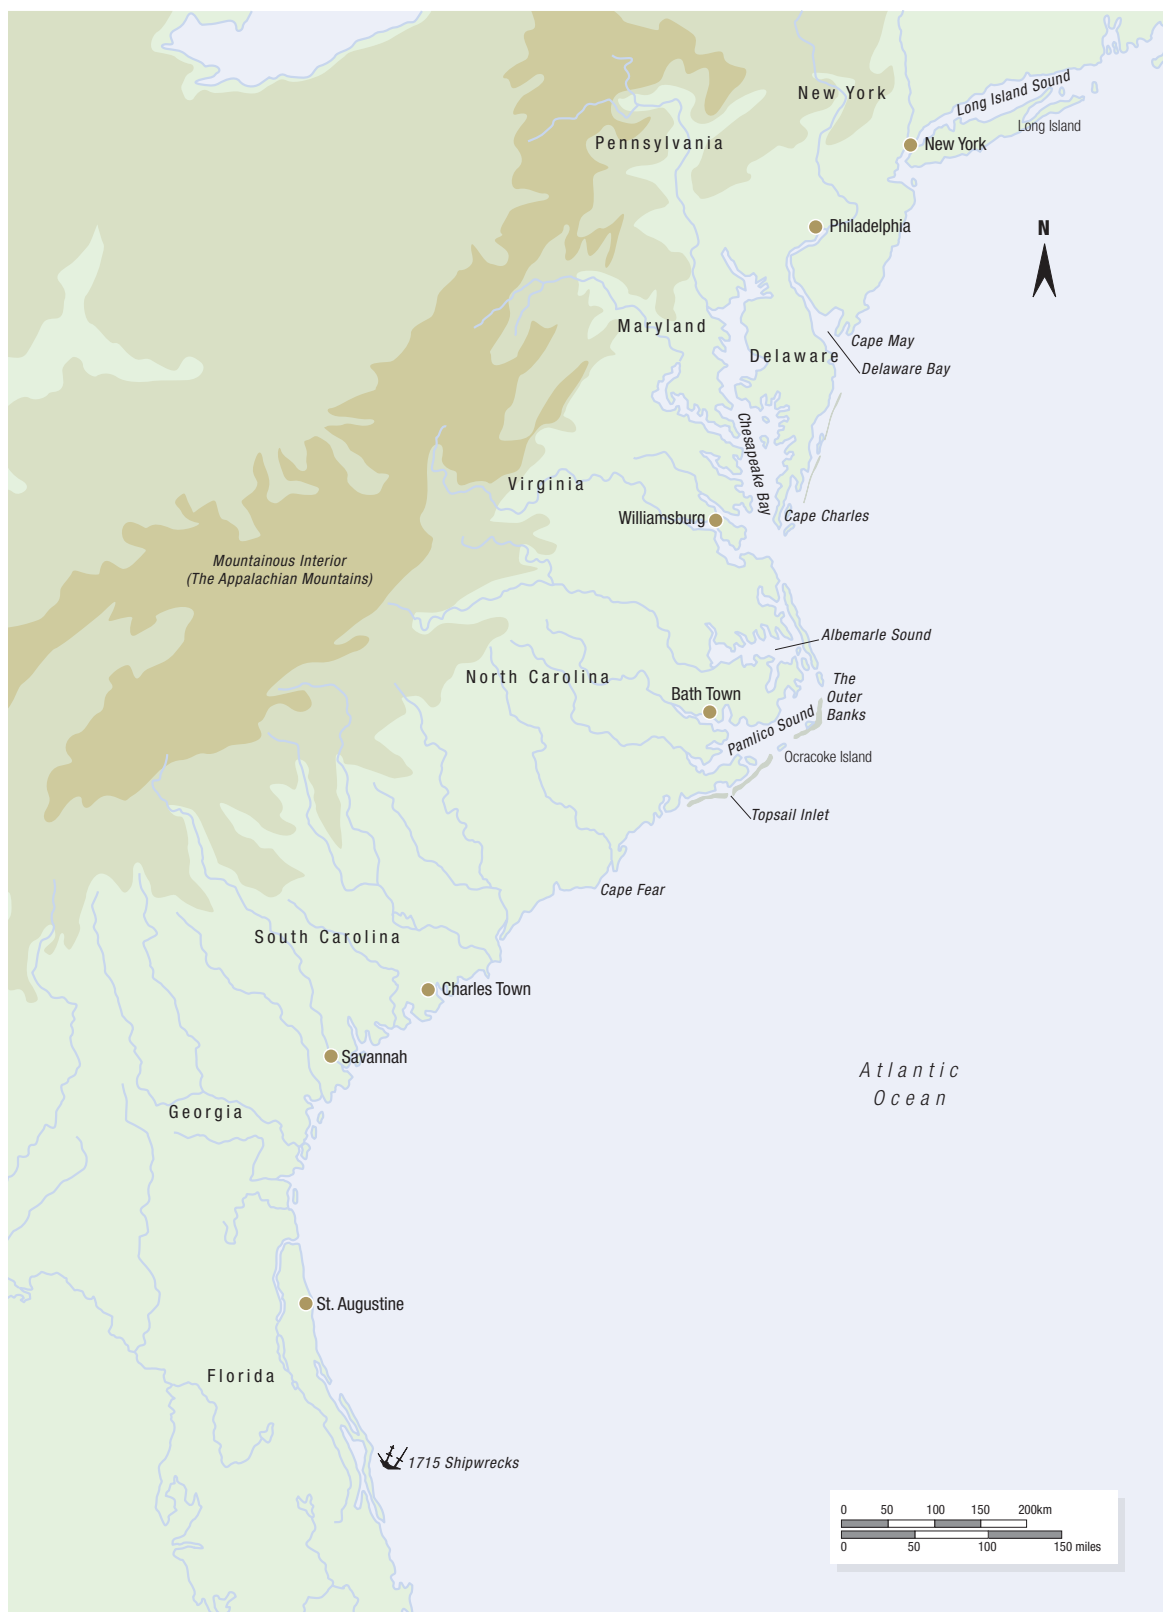 New York
Long Island Sound
Long Island
Pennsylvania
New York
Philadelphia
N
Maryland
Cape May
Delaware
Delaware Bay
Chesapeake Bay
Virginia
Williamsburg
Cape Charles
Mountainous Interior
(The Appalachian Mountains)
Albemarle Sound
North Carolina
The
Outer
Banks
Bath Town
Pamlico Sound
Ocracoke Island
Topsail Inlet
Cape Fear
South Carolina
Charles Town
Savannah
Atlantic
Ocean
Georgia
St. Augustine
Florida
1715 Shipwrecks
0 50 100 150 200km
0 50 100 150 miles